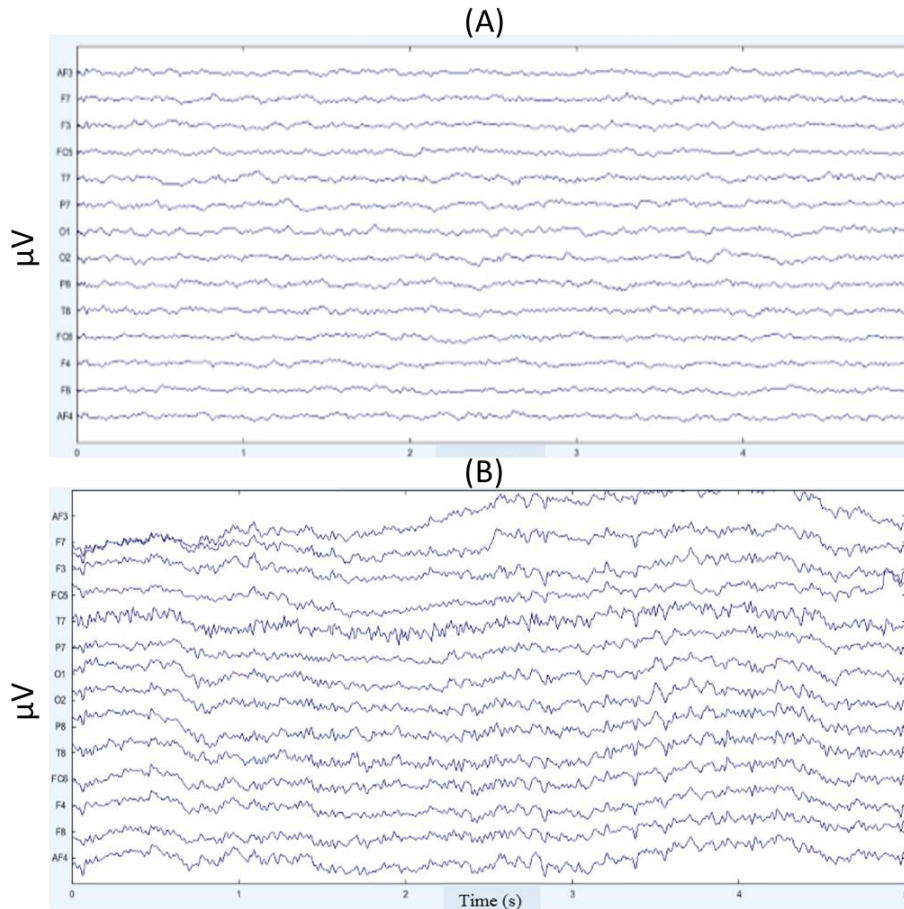 (A)
AF3
F7
F3
FC5
T7
P7
O1
O2
P8
T8
FC6
F4
F8
AF4
µV
0 1 2 3 4
(B)
AF3
F7
F3
FC5
T7
P7
O1
O2
P8
T8
FC6
F4
F8
AF4
µV
0 1 2 3 4
Time (s)